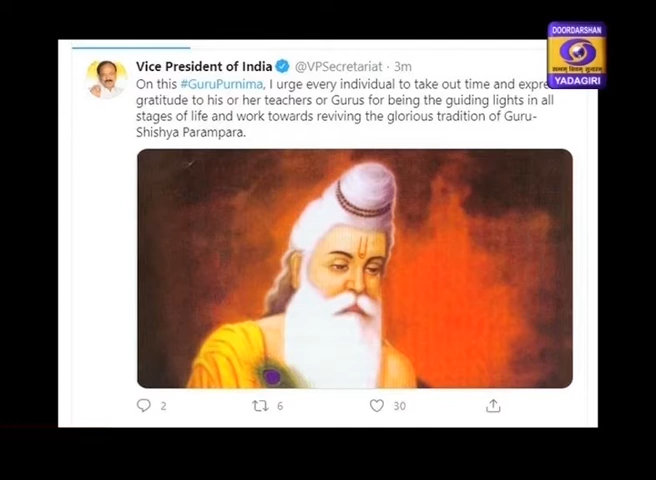 DOORDARSHAN
YADAGIRI
Vice President of India @VPSecretariat · 3m
On this #GuruPurnima, I urge every individual to take out time and expre
gratitude to his or her teachers or Gurus for being the guiding lights in all
stages of life and work towards reviving the glorious tradition of Guru-
Shishya Parampara.
2 6 30